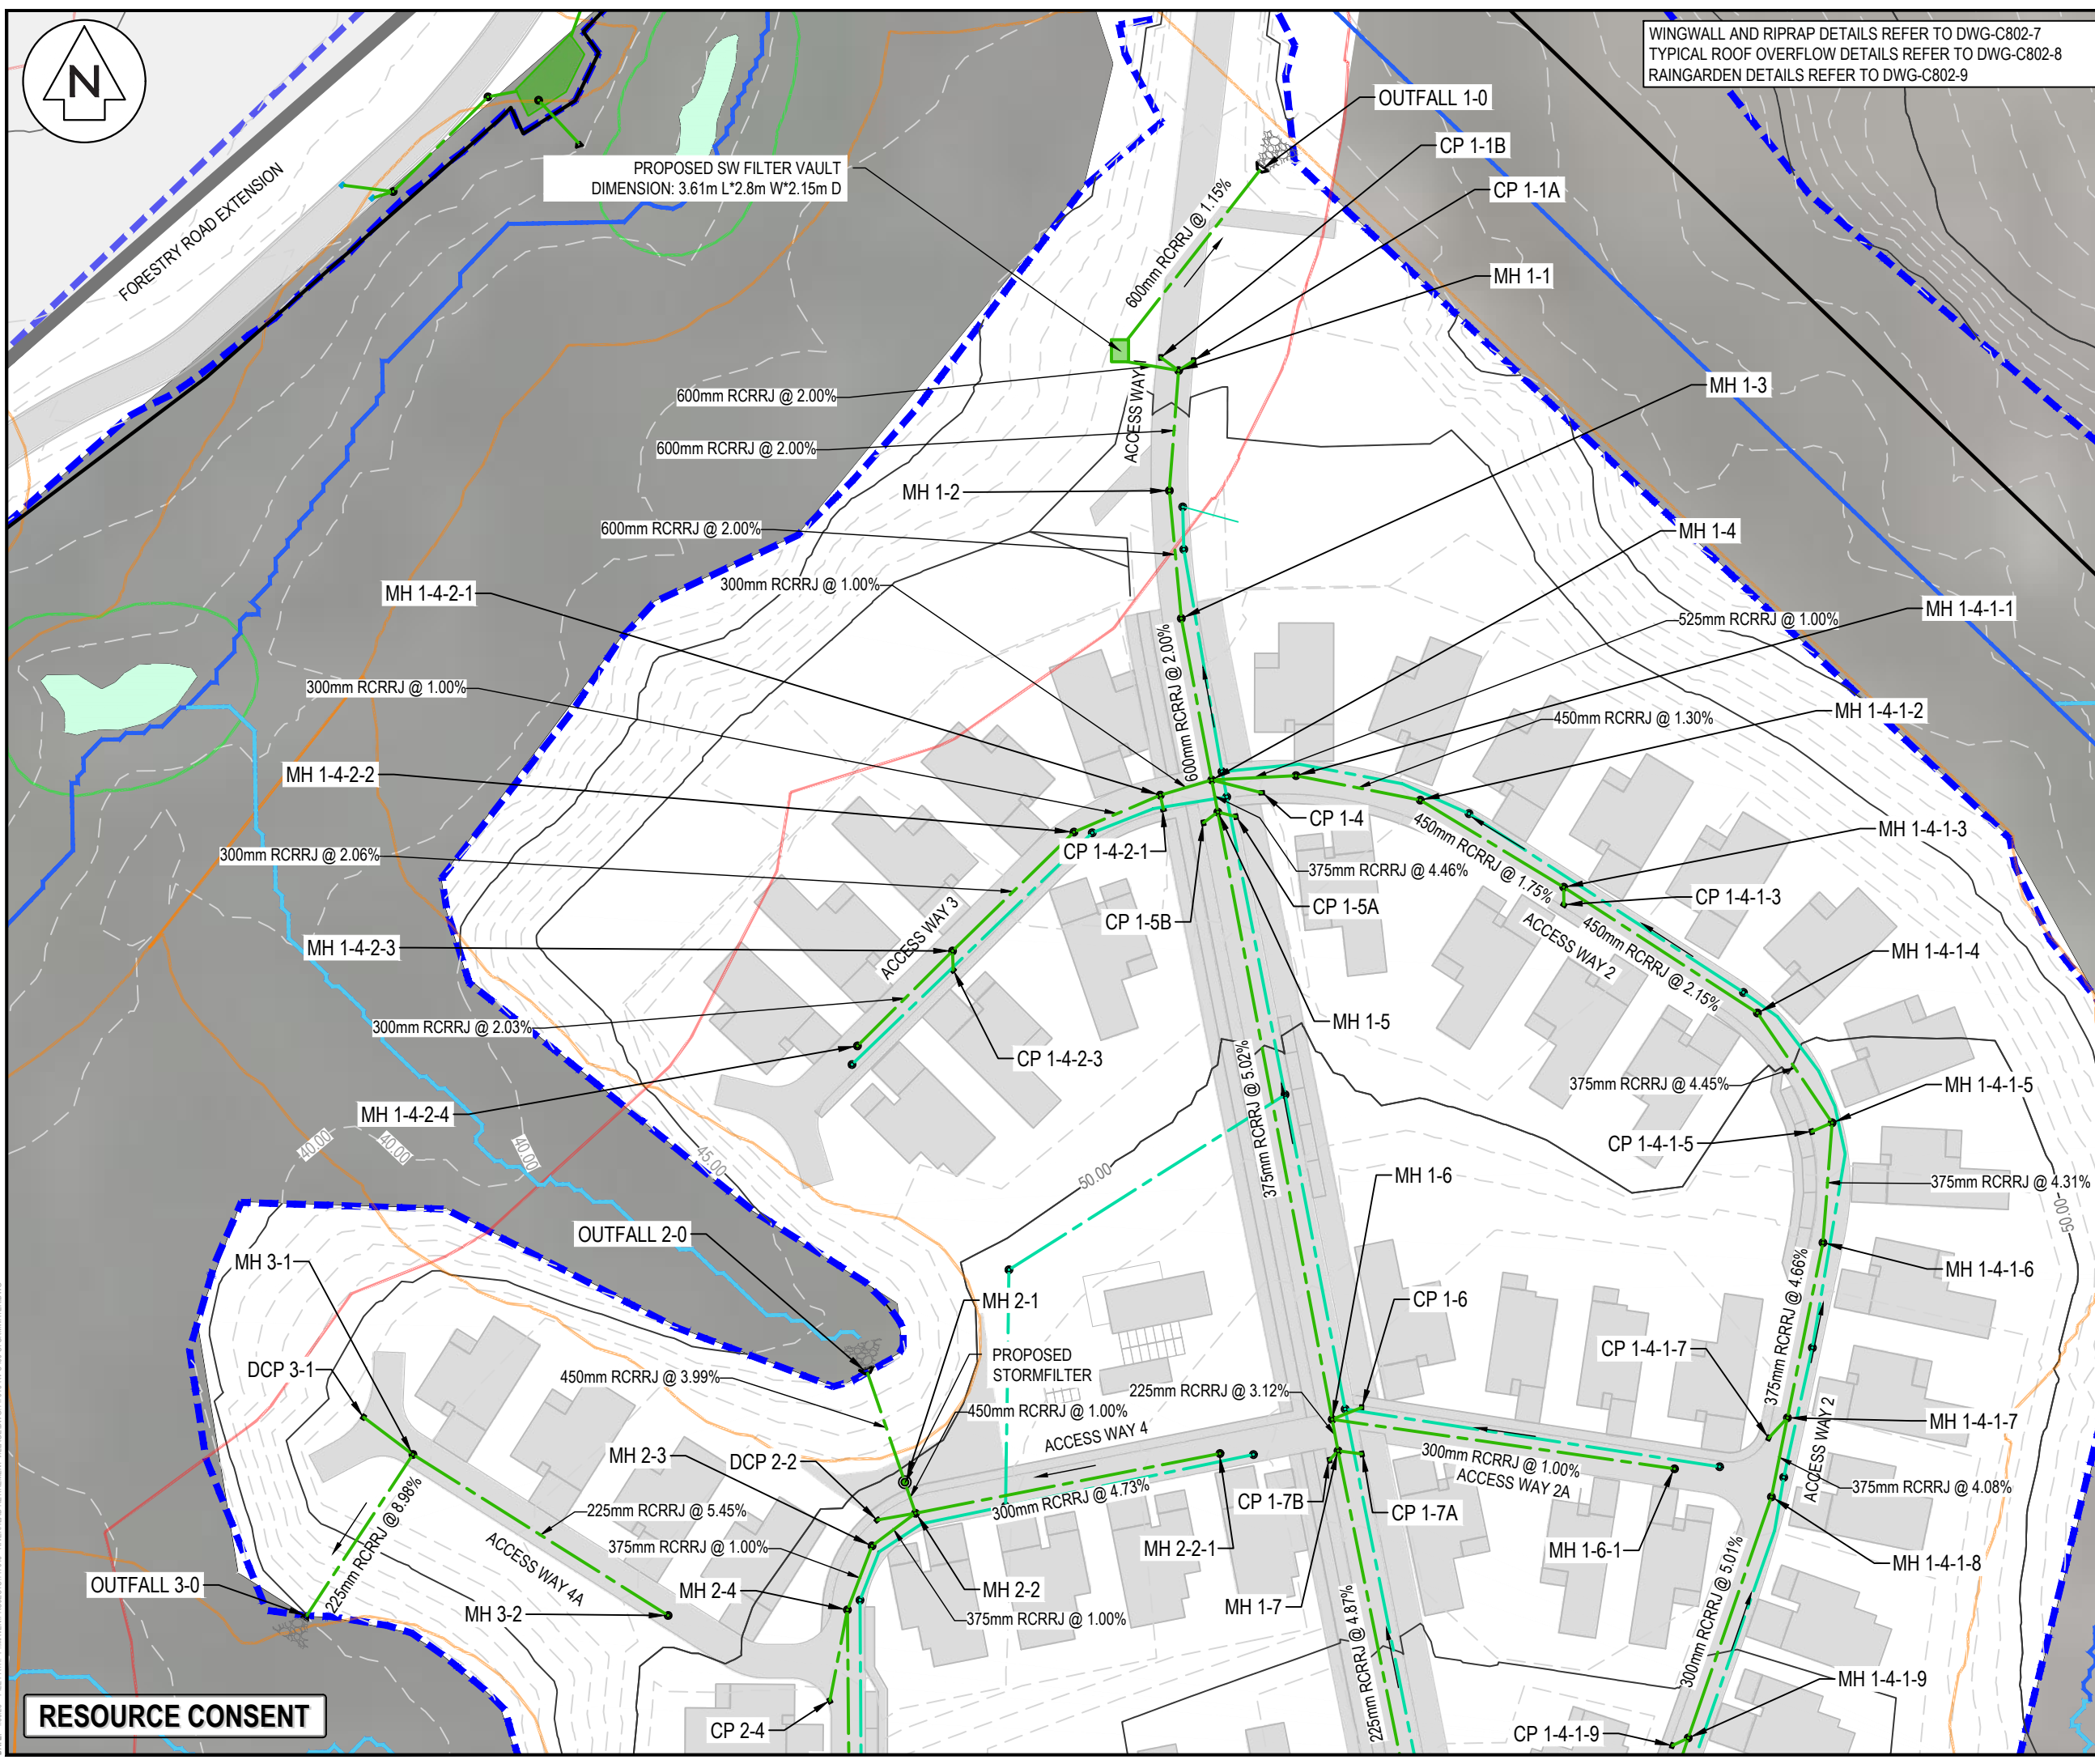 N
WINGWALL AND RIPRAP DETAILS REFER TO DWG-C802-7
TYPICAL ROOF OVERFLOW DETAILS REFER TO DWG-C802-8
RAINGARDEN DETAILS REFER TO DWG-C802-9
OUTFALL 1-0
CP 1-1B
PROPOSED SW FILTER VAULT
DIMENSION: 3.61m L*2.8m W*2.15m D
CP 1-1A
FORESTRY ROAD EXTENSION
600mm RCRRJ @ 1.15%
MH 1-1
MH 1-3
600mm RCRRJ @ 2.00%
ACCESS WAY 1
600mm RCRRJ @ 2.00%
MH 1-2
600mm RCRRJ @ 2.00%
MH 1-4
300mm RCRRJ @ 1.00%
MH 1-4-2-1
MH 1-4-1-1
525mm RCRRJ @ 1.00%
300mm RCRRJ @ 1.00%
600mm RCRRJ @ 2.00%
450mm RCRRJ @ 1.30%
MH 1-4-1-2
MH 1-4-2-2
CP 1-4
MH 1-4-1-3
450mm RCRRJ @ 1.75%
300mm RCRRJ @ 2.06%
CP 1-4-2-1
375mm RCRRJ @ 4.46%
CP 1-4-1-3
CP 1-5A
CP 1-5B
ACCESS WAY 3
ACCESS WAY 2
450mm RCRRJ @ 2.15%
MH 1-4-2-3
MH 1-4-1-4
300mm RCRRJ @ 2.03%
MH 1-5
CP 1-4-2-3
375mm RCRRJ @ 5.02%
375mm RCRRJ @ 4.45%
MH 1-4-1-5
MH 1-4-2-4
CP 1-4-1-5
40.00
40.00
40.00
45.00
50.00
MH 1-6
375mm RCRRJ @ 4.31%
50.00
OUTFALL 2-0
MH 3-1
MH 1-4-1-6
MH 2-1
CP 1-6
375mm RCRRJ @ 4.66%
CP 1-4-1-7
PROPOSED
STORMFILTER
DCP 3-1
450mm RCRRJ @ 3.99%
225mm RCRRJ @ 3.12%
450mm RCRRJ @ 1.00%
MH 1-4-1-7
ACCESS WAY 4
MH 2-3
DCP 2-2
300mm RCRRJ @ 1.00%
ACCESS WAY 2A
ACCESS WAY 2
375mm RCRRJ @ 4.08%
CP 1-7B
300mm RCRRJ @ 4.73%
CP 1-7A
225mm RCRRJ @ 8.98%
225mm RCRRJ @ 5.45%
375mm RCRRJ @ 1.00%
MH 2-2-1
MH 1-6-1
MH 1-4-1-8
ACCESS WAY 4A
OUTFALL 3-0
MH 2-4
MH 2-2
MH 3-2
375mm RCRRJ @ 1.00%
MH 1-7
300mm RCRRJ @ 5.01%
225mm RCRRJ @ 4.87%
MH 1-4-1-9
RESOURCE CONSENT
CP 2-4
CP 1-4-1-9